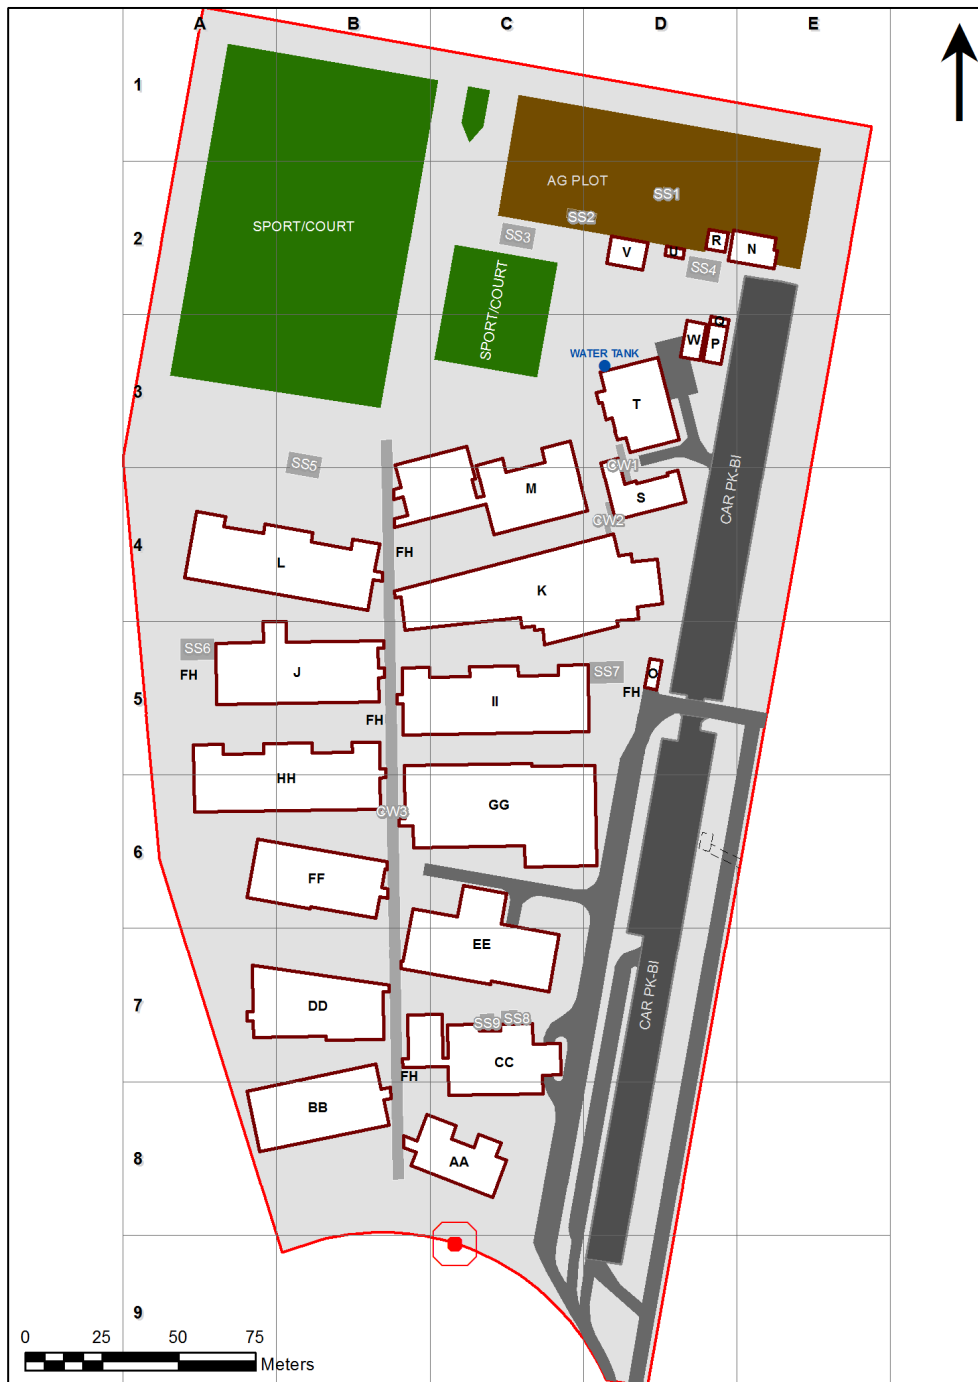 A B C D E
1
AG PLOT
SS1
SS2
SPORT/COURT
SS3
2
R
V
N
SS4
SPORT/COURT
W
P
WATER TANK
3
T
SS5
CW1
M
S
CAR PK-BI
CW2
4
FH
L
K
SS6
J
FH
SS7
O
5
FH
II
FH
HH
GG
CW3
6
FF
EE
7
DD
SS9
SS8
CAR PK-BI
CC
FH
BB
8
AA
9
0 25 50 75
Meters